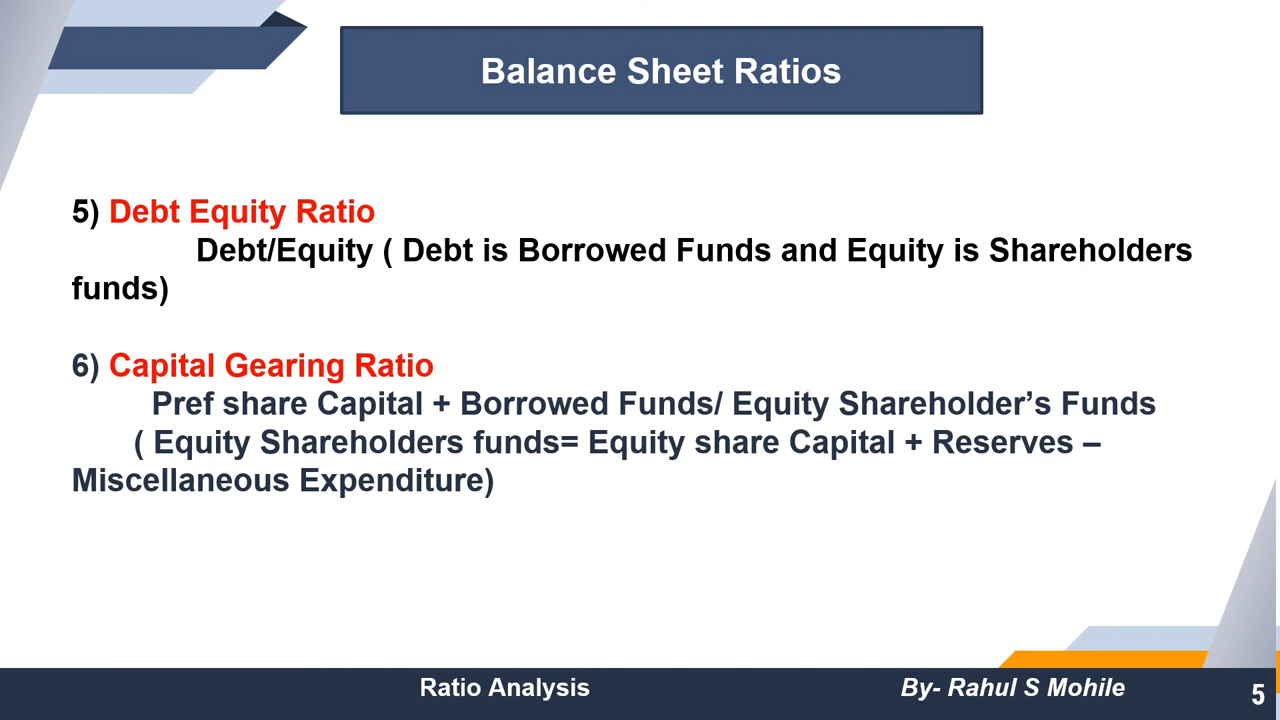 Balance Sheet Ratios
5) Debt Equity Ratio
Debt/Equity ( Debt is Borrowed Funds and Equity is Shareholders
funds)
6) Capital Gearing Ratio
Pref share Capital + Borrowed Funds/ Equity Shareholder’s Funds
( Equity Shareholders funds= Equity share Capital + Reserves –
Miscellaneous Expenditure)
Ratio Analysis
By- Rahul S Mohile
5